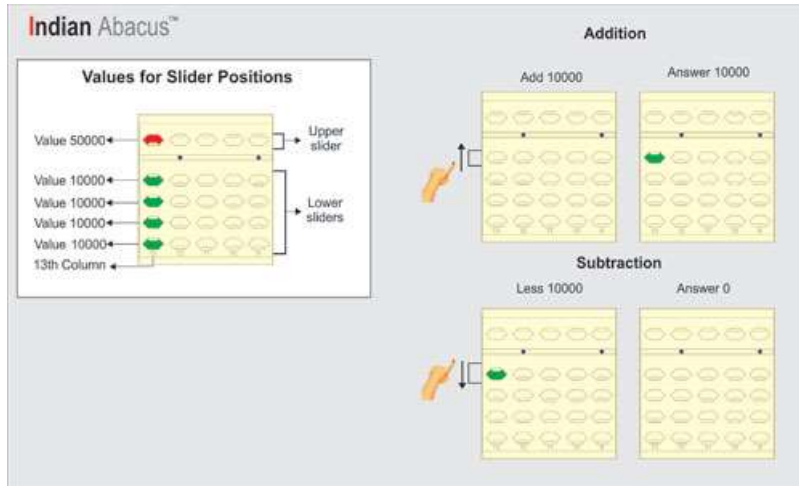 Indian Abacus™
Values for Slider Positions
Value 50000
Upper slider
Value 10000
Value 10000
Value 10000
Value 10000
Lower sliders
13th Column
Addition
Add 10000
Answer 10000
Subtraction
Less 10000
Answer 0